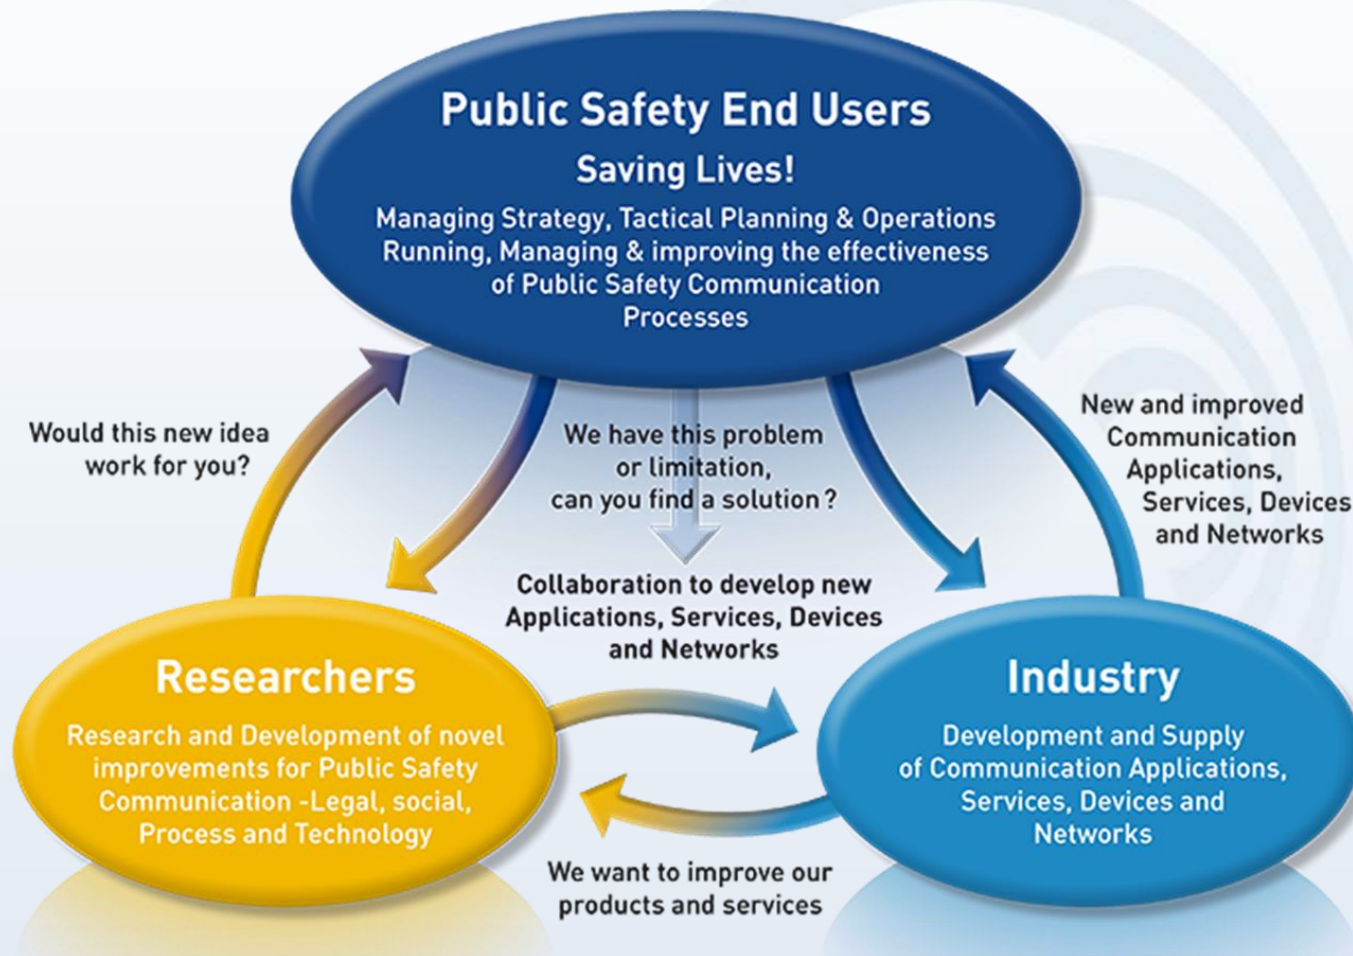 Public Safety End Users
Saving Lives!
Managing Strategy, Tactical Planning & Operations
Running, Managing & improving the effectiveness
of Public Safety Communication
Processes
Would this new idea
work for you?
We have this problem
or limitation,
can you find a solution?
New and improved
Communication
Applications,
Services, Devices
and Networks
Collaboration to develop new
Applications, Services, Devices
and Networks
Researchers
Research and Development of novel
improvements for Public Safety
Communication -Legal, social,
Process and Technology
Industry
Development and Supply
of Communication Applications,
Services, Devices and
Networks
We want to improve our
products and services